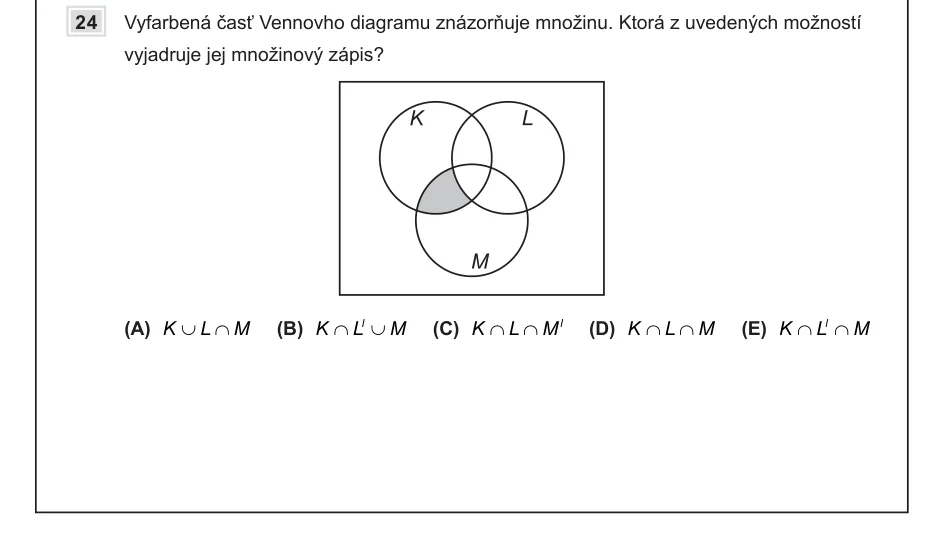 24 Vyfarbená časť Vennovho diagramu znázorňuje množinu. Ktorá z uvedených možností
vyjadruje jej množinový zápis?
K L
M
(A) K ∪ L ∩ M (B) K ∩ L′ ∪ M (C) K ∩ L ∩ M′ (D) K ∩ L ∩ M (E) K ∩ L′ ∩ M